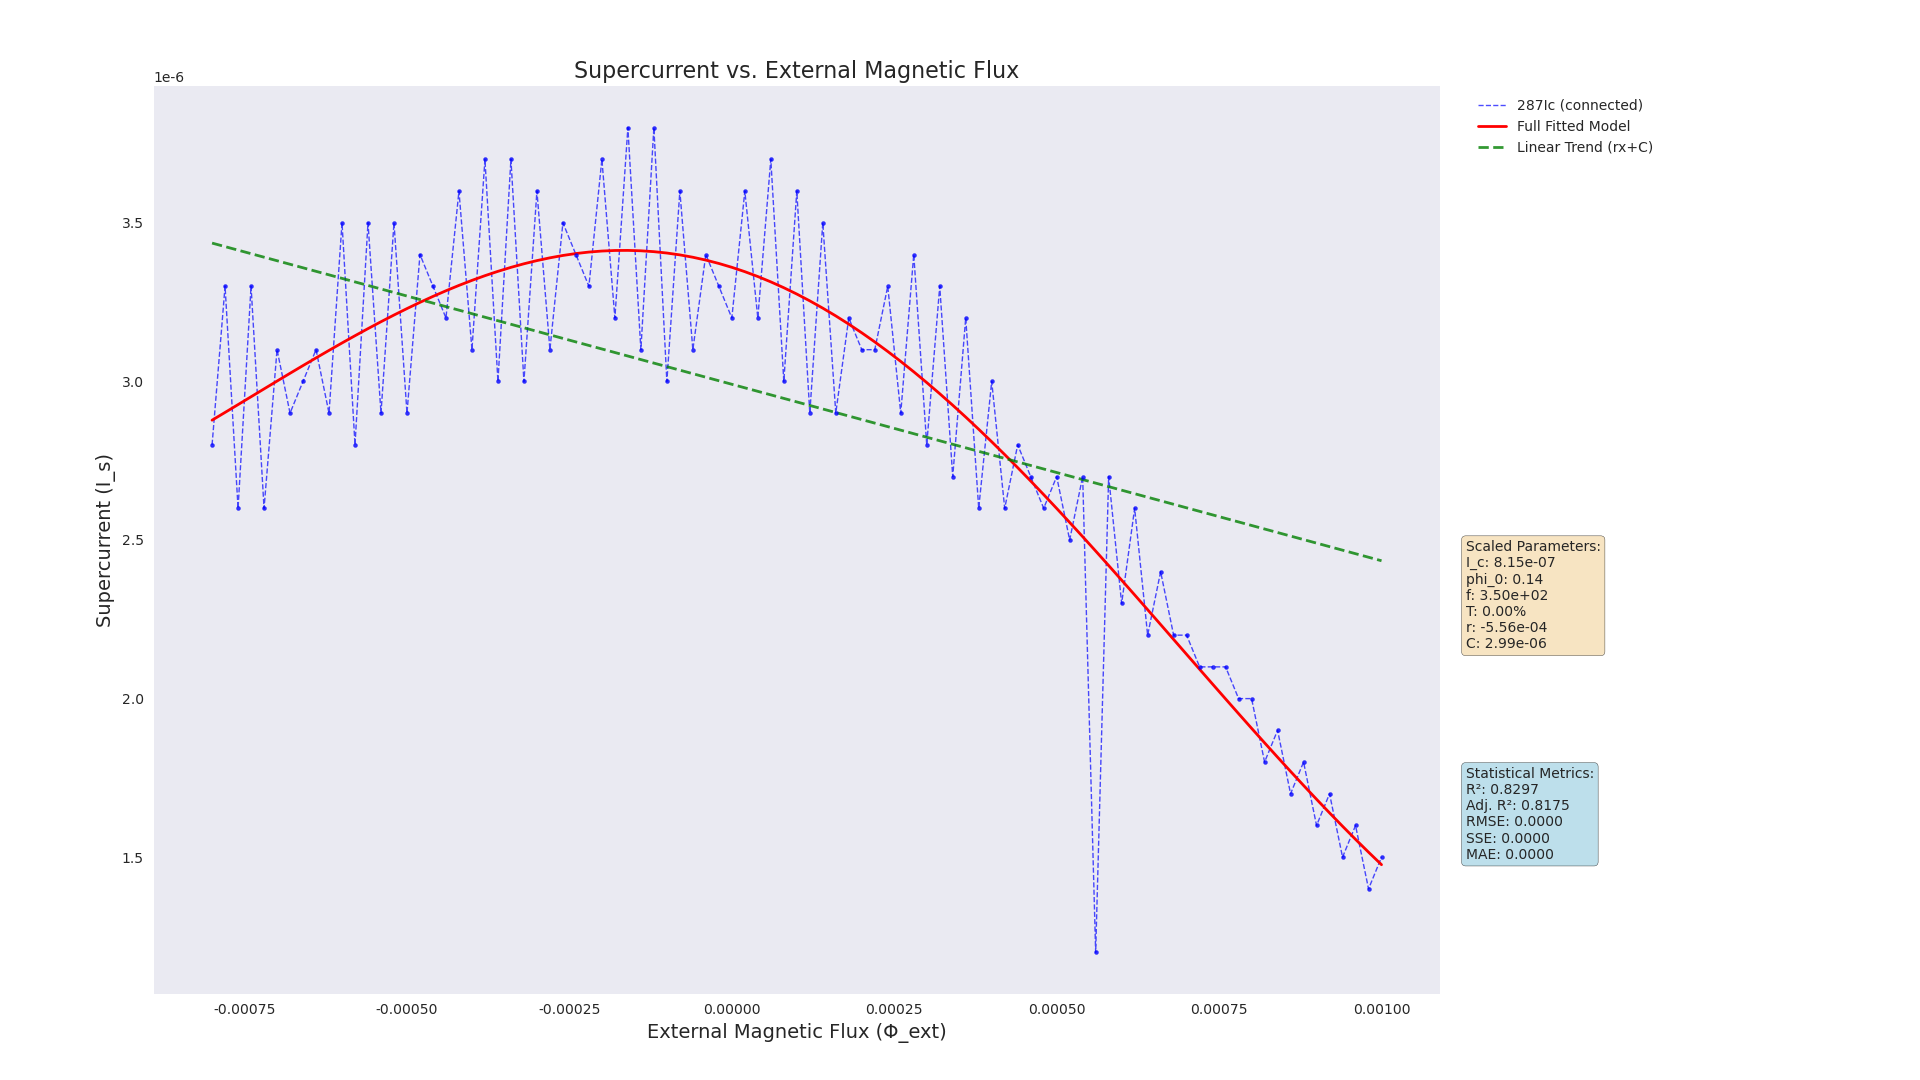 Supercurrent vs. External Magnetic Flux
1e-6
287Ic (connected)
Full Fitted Model
Linear Trend (rx+C)
3.5
3.0
2.5
2.0
1.5
Supercurrrent (I_s)
-0.00075
-0.00050
-0.00025
0.00000
0.00025
0.00050
0.00075
0.00100
External Magnetic Flux (Φ_ext)
Scaled Parameters:
I_c: 8.15e-07
phi_0: 0.14
f: 3.50e+02
T: 0.00%
r: -5.56e-04
C: 2.99e-06
Statistical Metrics:
R²: 0.8297
Adj. R²: 0.8175
RMSE: 0.0000
SSE: 0.0000
MAE: 0.0000